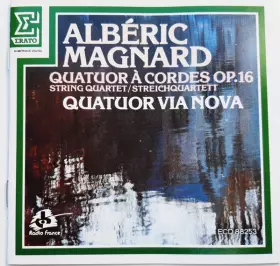 ERATO
ALBÉRIC
MAGNARD
QUATUOR À CORDES OP.16
STRING QUARTET/STREICHQUARTETT
QUATUOR VIA NOVA
Radio France
ECD 88253